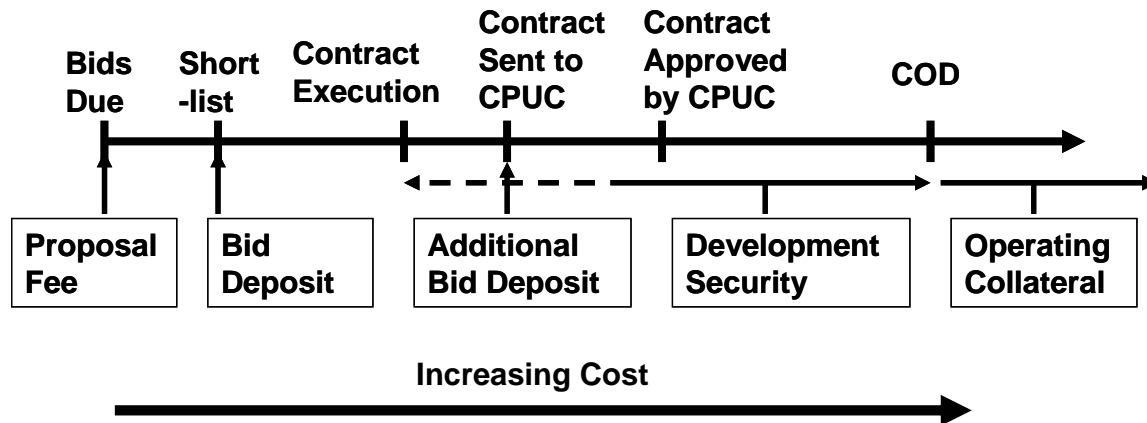 Bids
Due
Short
-list
Contract
Execution
Contract
Sent to
CPUC
Contract
Approved
by CPUC
COD
Proposal
Fee
Bid
Deposit
Additional
Bid Deposit
Development
Security
Operating
Collateral
Increasing Cost